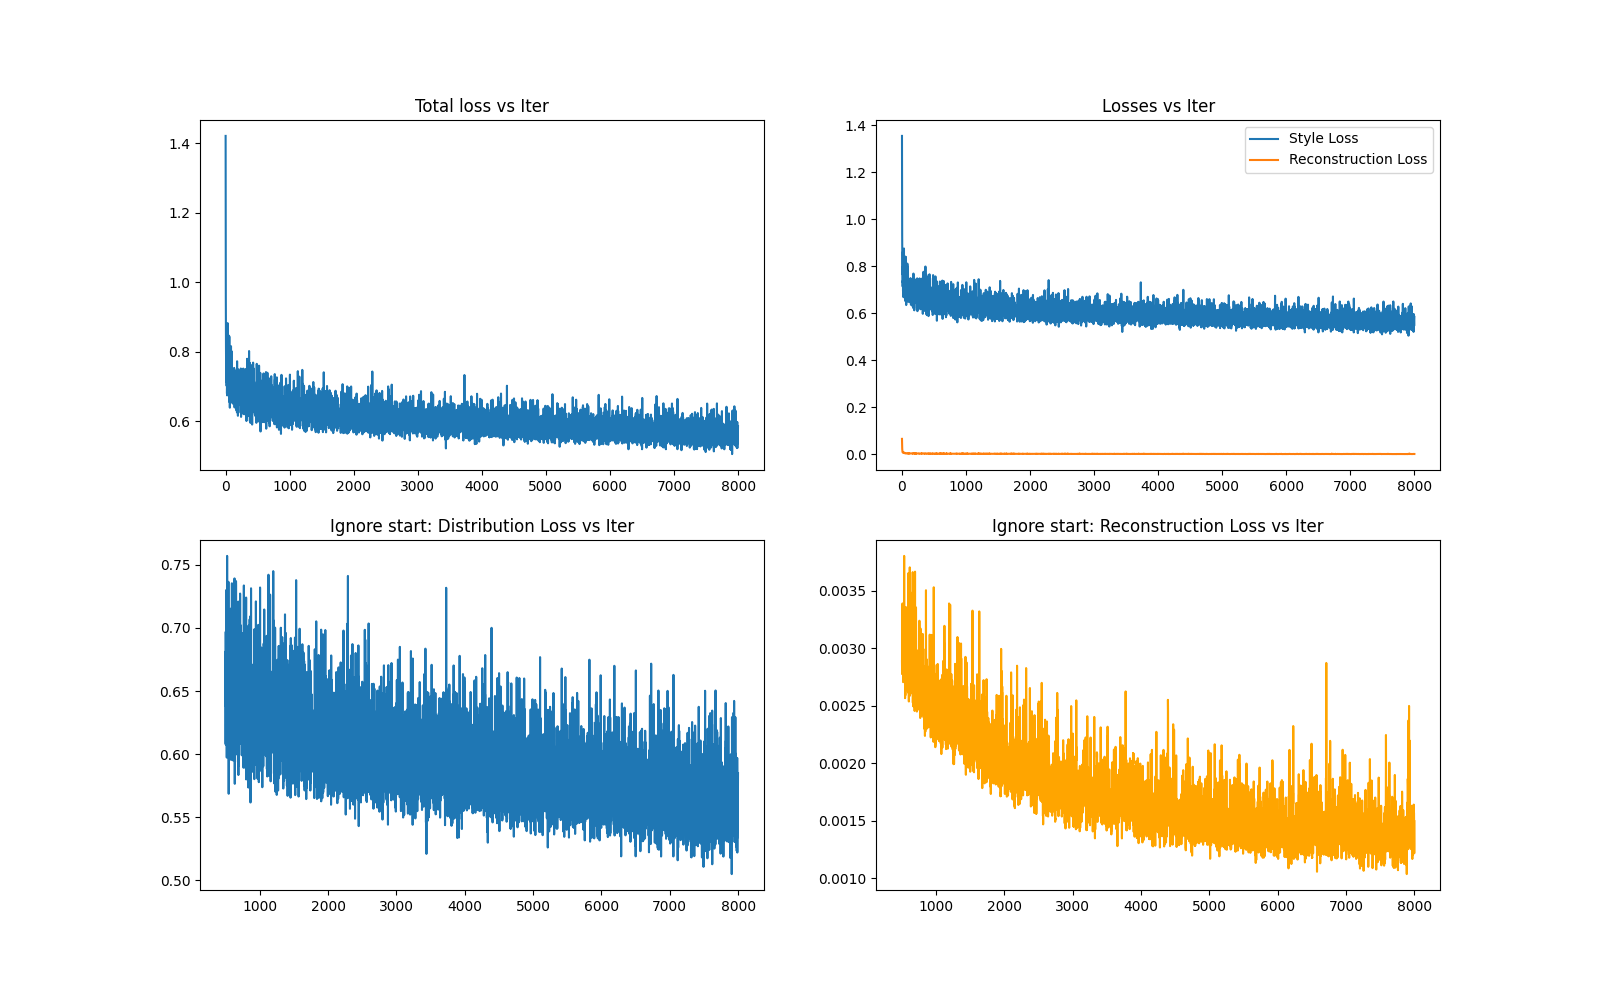 Total loss vs Iter
1.4
1.2
1.0
0.8
0.6
0 1000 2000 3000 4000 5000 6000 7000 8000
Losses vs Iter
1.4
1.2
1.0
0.8
0.6
0.4
0.2
0.0
Style Loss
Reconstruction Loss
0 1000 2000 3000 4000 5000 6000 7000 8000
Ignore start: Distribution Loss vs Iter
0.75
0.70
0.65
0.60
0.55
0.50
1000 2000 3000 4000 5000 6000 7000 8000
Ignore start: Reconstruction Loss vs Iter
0.0035
0.0030
0.0025
0.0020
0.0015
0.0010
1000 2000 3000 4000 5000 6000 7000 8000